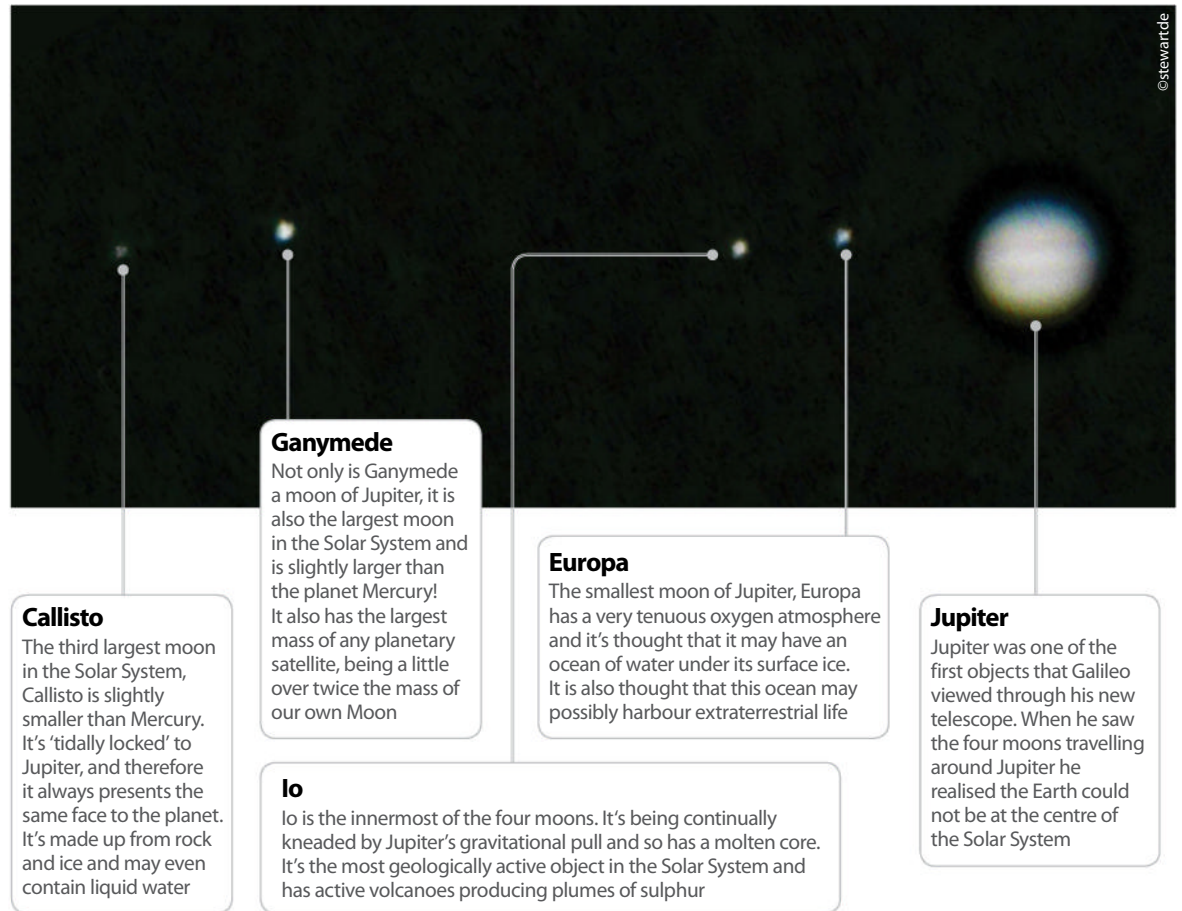 ©stewartde
Ganymede
Not only is Ganymede
a moon of Jupiter, it is
also the largest moon
in the Solar System and
is slightly larger than
the planet Mercury!
It also has the largest
mass of any planetary
satellite, being a little
over twice the mass of
our own Moon
Europa
The smallest moon of Jupiter, Europa
has a very tenuous oxygen atmosphere
and it's thought that it may have an
ocean of water under its surface ice.
It is also thought that this ocean may
possibly harbour extraterrestrial life
Callisto
The third largest moon
in the Solar System,
Callisto is slightly
smaller than Mercury.
It's ‘tidally locked’ to
Jupiter, and therefore
it always presents the
same face to the planet.
It's made up from rock
and ice and may even
contain liquid water
Jupiter
Jupiter was one of the
first objects that Galileo
viewed through his new
telescope. When he saw
the four moons travelling
around Jupiter he
realised the Earth could
not be at the centre of
the Solar System
Io
Io is the innermost of the four moons. It's being continually
kneaded by Jupiter's gravitational pull and so has a molten core.
It's the most geologically active object in the Solar System and
has active volcanoes producing plumes of sulphur